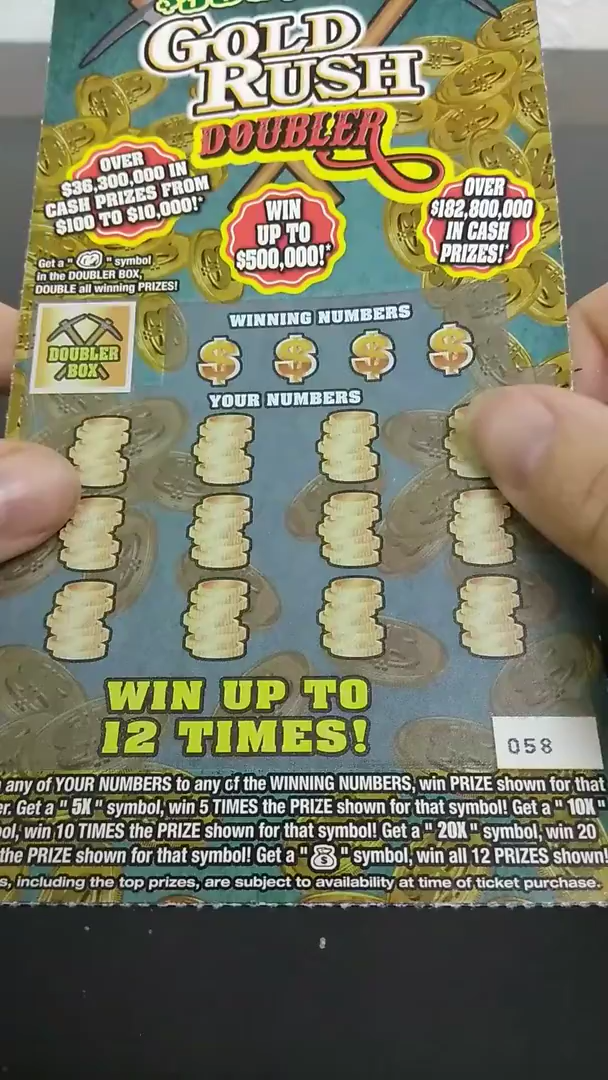 GOLD
RUSH
DOUBLER
OVER
$36,300,000 IN
CASH PRIZES FROM
$100 TO $10,000!*
WIN
UP TO
$500,000!*
OVER
$182,800,000
IN CASH
PRIZES!*
Get a " " symbol
in the DOUBLER BOX,
DOUBLE all winning PRIZES!
DOUBLER
BOX
WINNING NUMBERS
$ $ $ $
YOUR NUMBERS
WIN UP TO
12 TIMES!
058
any of YOUR NUMBERS to any of the WINNING NUMBERS, win PRIZE shown for that
er. Get a " 5X " symbol, win 5 TIMES the PRIZE shown for that symbol! Get a " 10X "
ol, win 10 TIMES the PRIZE shown for that symbol! Get a " 20X " symbol, win 20
the PRIZE shown for that symbol! Get a " " symbol, win all 12 PRIZES shown!
s, including the top prizes, are subject to availability at time of ticket purchase.